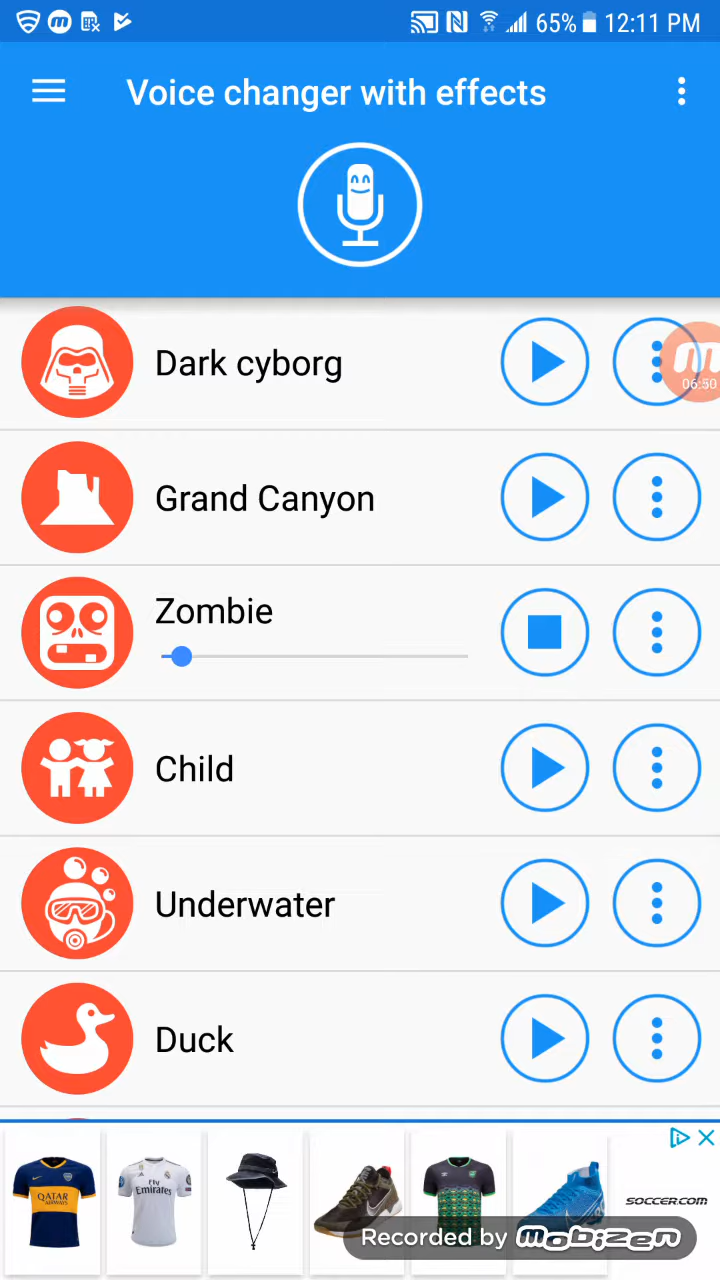 65% 12:11 PM
Voice changer with effects
Dark cyborg
06:50
Grand Canyon
Zombie
Child
Underwater
Duck
QATAR
AIRWAYS
Fly
Emirates
SOCCER.COM
Recorded by mobizen